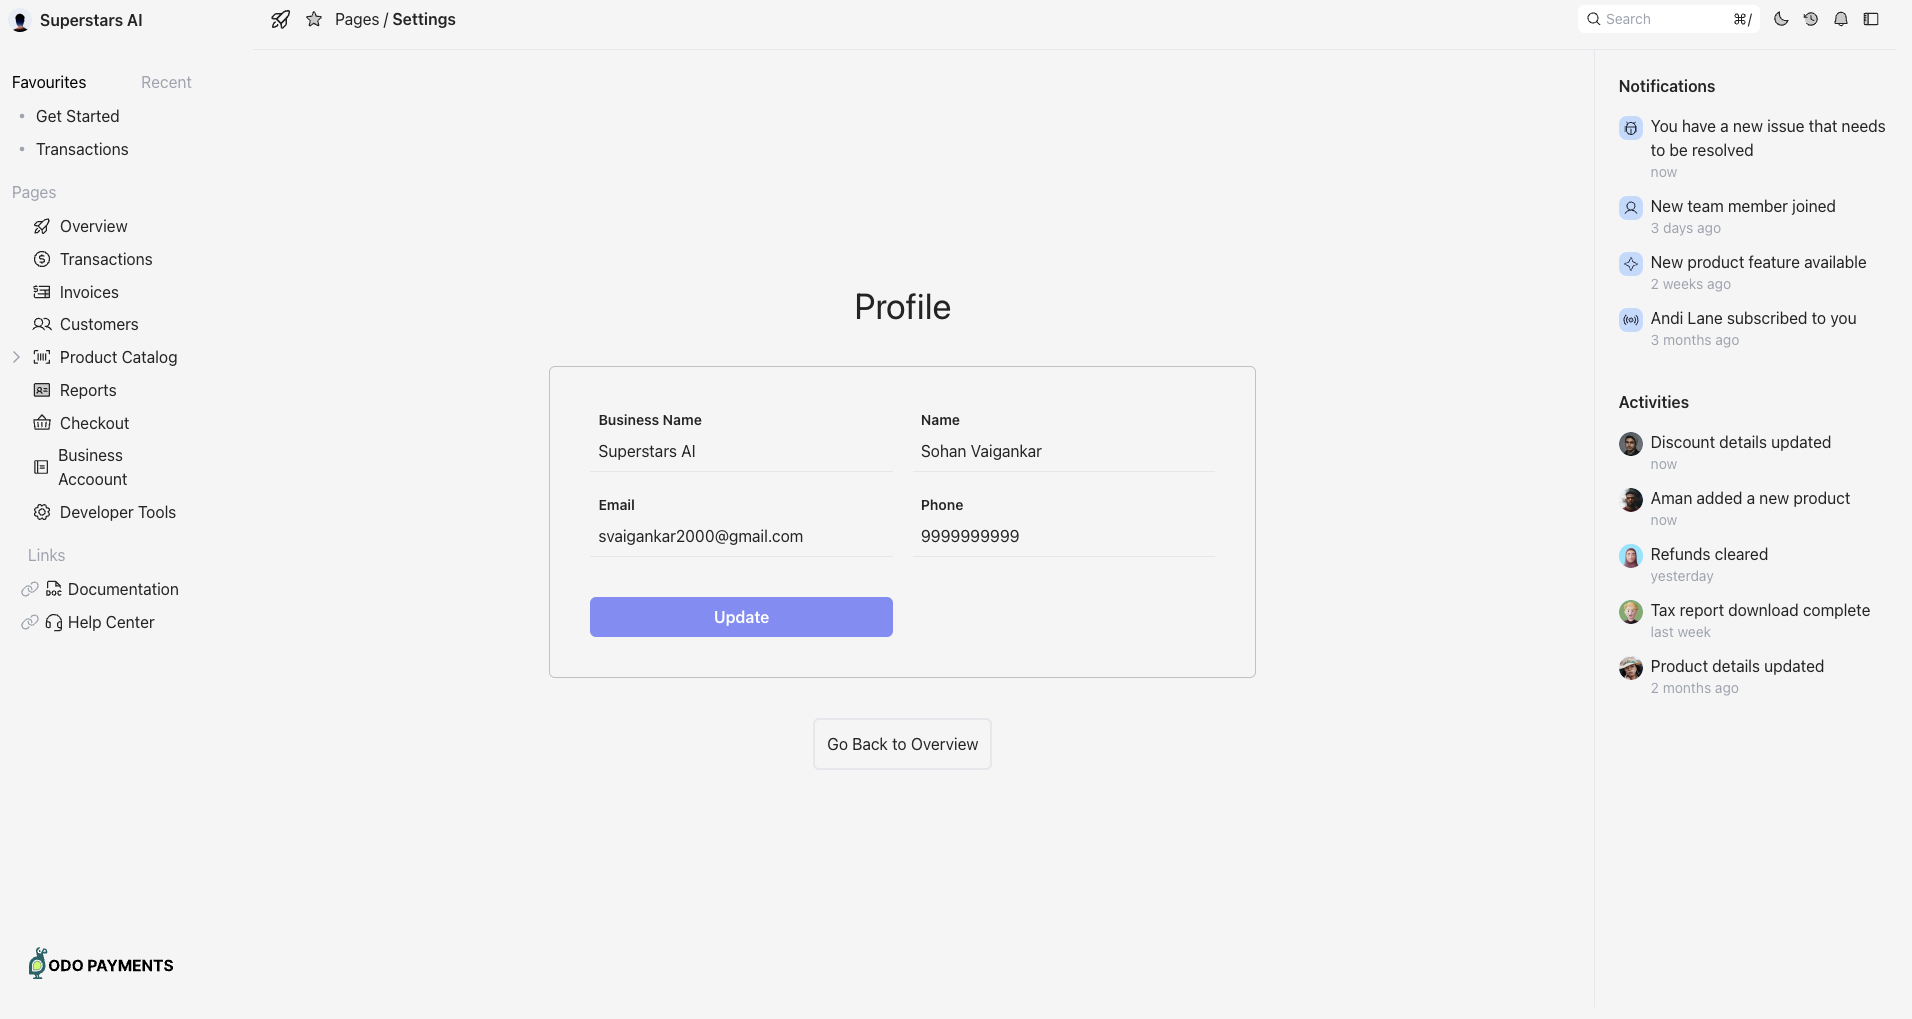 Superstars AI
Pages / Settings
Search
⌘/
Favourites
Recent
Get Started
Transactions
Pages
Overview
Transactions
Invoices
Customers
Product Catalog
Reports
Checkout
Business
Accoount
Developer Tools
Links
DOC
Documentation
Help Center
ODO PAYMENTS
Profile
Business Name
Superstars AI
Name
Sohan Vaigankar
Email
svaigankar2000@gmail.com
Phone
9999999999
Update
Go Back to Overview
Notifications
You have a new issue that needs
to be resolved
now
New team member joined
3 days ago
New product feature available
2 weeks ago
Andi Lane subscribed to you
3 months ago
Activities
Discount details updated
now
Aman added a new product
now
Refunds cleared
yesterday
Tax report download complete
last week
Product details updated
2 months ago